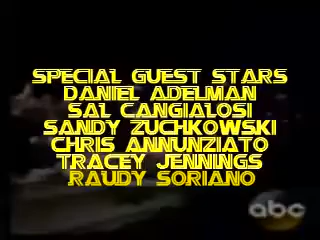 SPECIAL GUEST STARS
DANIEL ADELMAN
SAL CANGIALOSI
SANDY ZUCHKOWSKI
CHRIS ANNUNZIATO
TRACEY JENNINGS
RAUDY SORIANO
abc